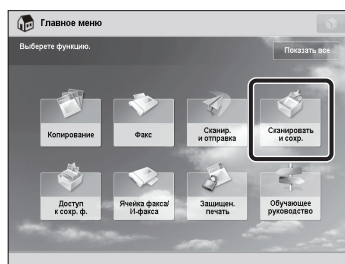 Главное меню
Выберете функцию.
Показать все
Копирование
Факс
Сканир.
и отправка
Сканировать
и сохр.
Доступ
к сохр. ф.
Ячейка факса/
И-факса
Защищен.
печать
Обучающее
руководство